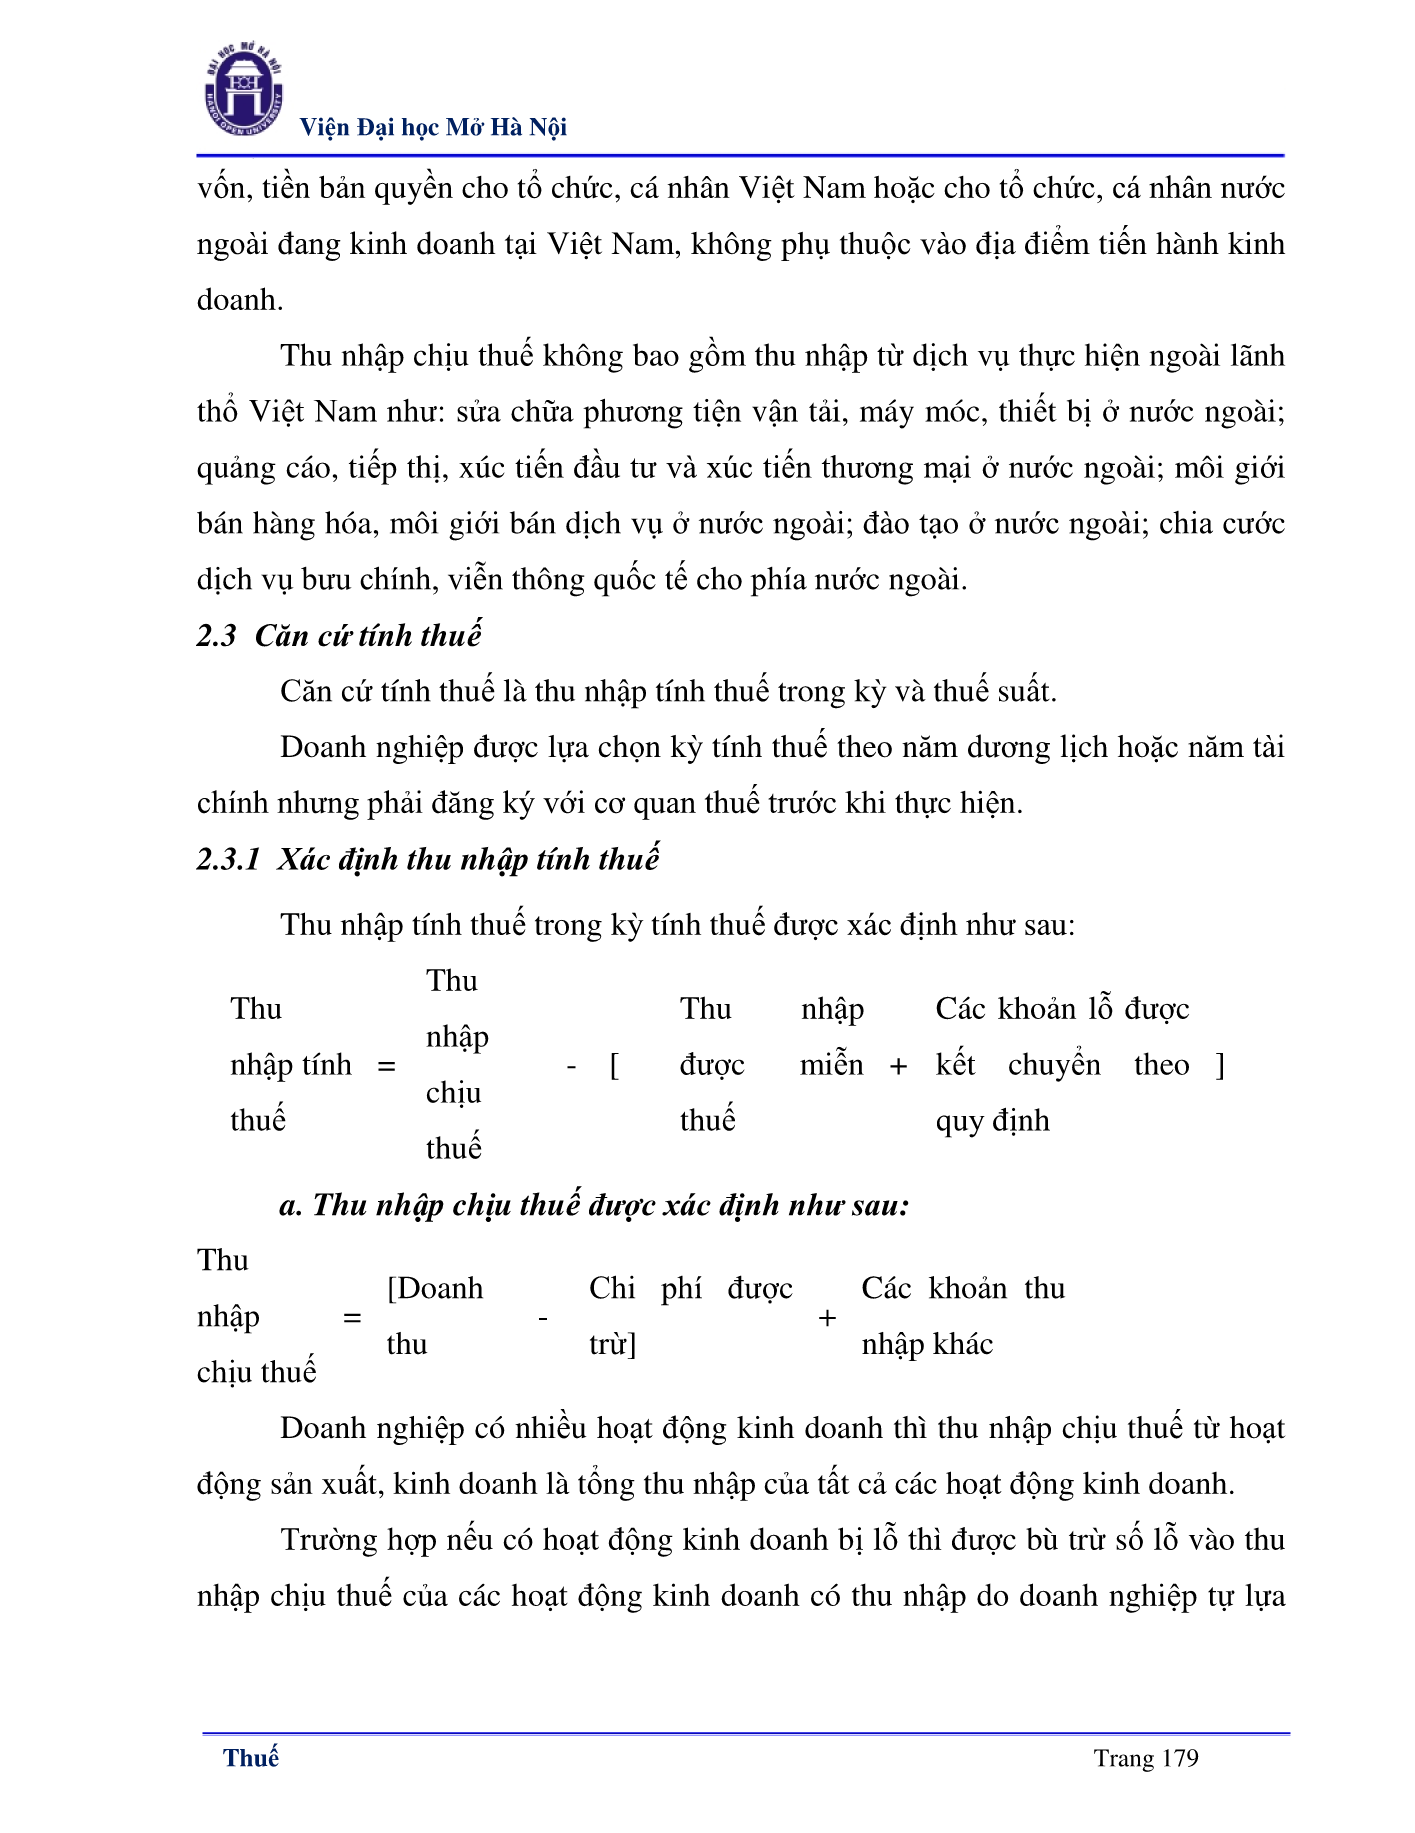 ĐẠI HỌC MỞ HÀ NỘI
HANOI OPEN UNIVERSITY
Viện Đại học Mở Hà Nội
vốn, tiền bản quyền cho tổ chức, cá nhân Việt Nam hoặc cho tổ chức, cá nhân nước
ngoài đang kinh doanh tại Việt Nam, không phụ thuộc vào địa điểm tiến hành kinh
doanh.
Thu nhập chịu thuế không bao gồm thu nhập từ dịch vụ thực hiện ngoài lãnh
thổ Việt Nam như: sửa chữa phương tiện vận tải, máy móc, thiết bị ở nước ngoài;
quảng cáo, tiếp thị, xúc tiến đầu tư và xúc tiến thương mại ở nước ngoài; môi giới
bán hàng hóa, môi giới bán dịch vụ ở nước ngoài; đào tạo ở nước ngoài; chia cước
dịch vụ bưu chính, viễn thông quốc tế cho phía nước ngoài.
2.3 Căn cứ tính thuế
Căn cứ tính thuế là thu nhập tính thuế trong kỳ và thuế suất.
Doanh nghiệp được lựa chọn kỳ tính thuế theo năm dương lịch hoặc năm tài
chính nhưng phải đăng ký với cơ quan thuế trước khi thực hiện.
2.3.1 Xác định thu nhập tính thuế
Thu nhập tính thuế trong kỳ tính thuế được xác định như sau:
Thu
nhập tính
thuế
=
Thu
nhập
chịu
thuế
-
[
Thu nhập
được miễn
thuế
+
Các khoản lỗ được
kết chuyển theo
quy định
]
a. Thu nhập chịu thuế được xác định như sau:
Thu
nhập
chịu thuế
=
[Doanh
thu
-
Chi phí được
trừ]
+
Các khoản thu
nhập khác
Doanh nghiệp có nhiều hoạt động kinh doanh thì thu nhập chịu thuế từ hoạt
động sản xuất, kinh doanh là tổng thu nhập của tất cả các hoạt động kinh doanh.
Trường hợp nếu có hoạt động kinh doanh bị lỗ thì được bù trừ số lỗ vào thu
nhập chịu thuế của các hoạt động kinh doanh có thu nhập do doanh nghiệp tự lựa
Thuế
Trang 179